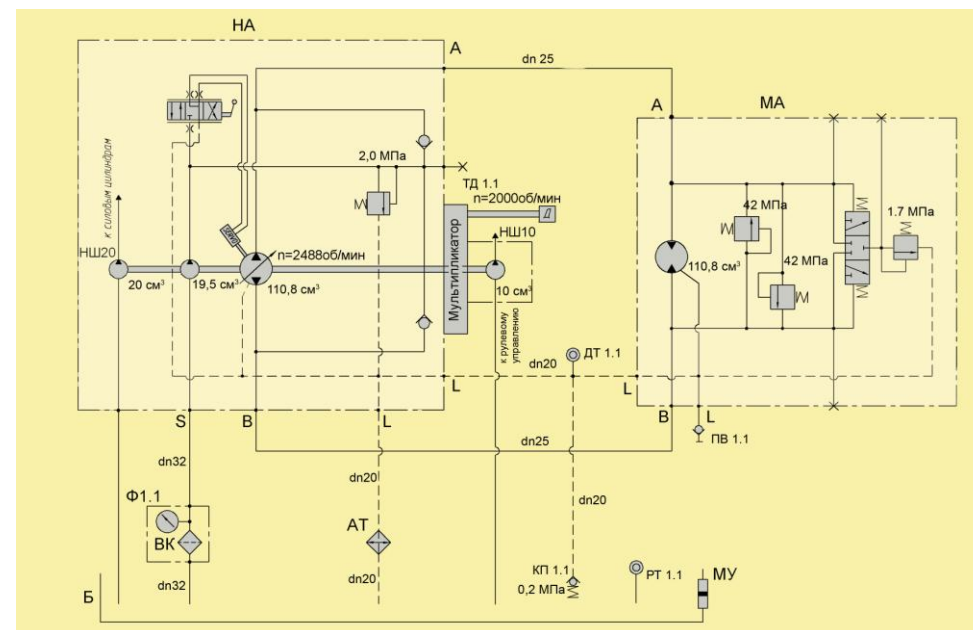 НА
A
dn 25
A
МА
к силовым цилиндрам
2,0 МПа
ТД 1.1
n=2000об/мин
Д
42 МПа
1.7 МПа
НШ20
n=2488об/мин
НШ10
Мультипликатор
20 см³
19,5 см³
110,8 см³
10 см³
110,8 см³
42 МПа
к рулевому
управлению
ДТ 1.1
dn20
L
L
S
B
L
B
L
ПВ 1.1
dn25
dn32
dn20
dn20
Ф1.1
ВК
АТ
dn32
dn20
КП 1.1
0,2 МПа
РТ 1.1
МУ
Б